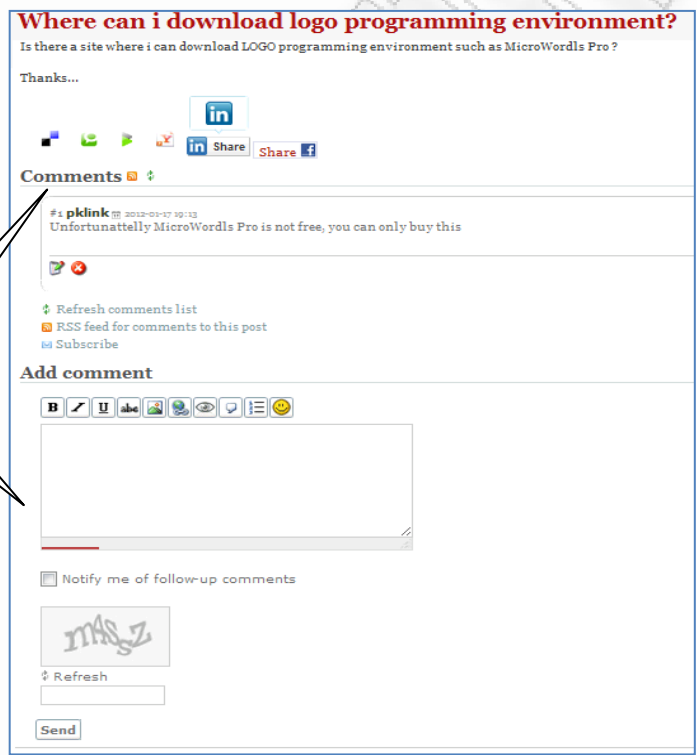 Where can i download logo programming environment?
Is there a site where i can download LOGO programming environment such as MicroWordls Pro ?
Thanks...
in
in Share Share f
Comments
#1 pklink 2012-01-17 19:13
Unfortunattelly MicroWordls Pro is not free, you can only buy this
Refresh comments list
RSS feed for comments to this post
Subscribe
Add comment
B I U abc
Notify me of follow-up comments
Refresh
Send